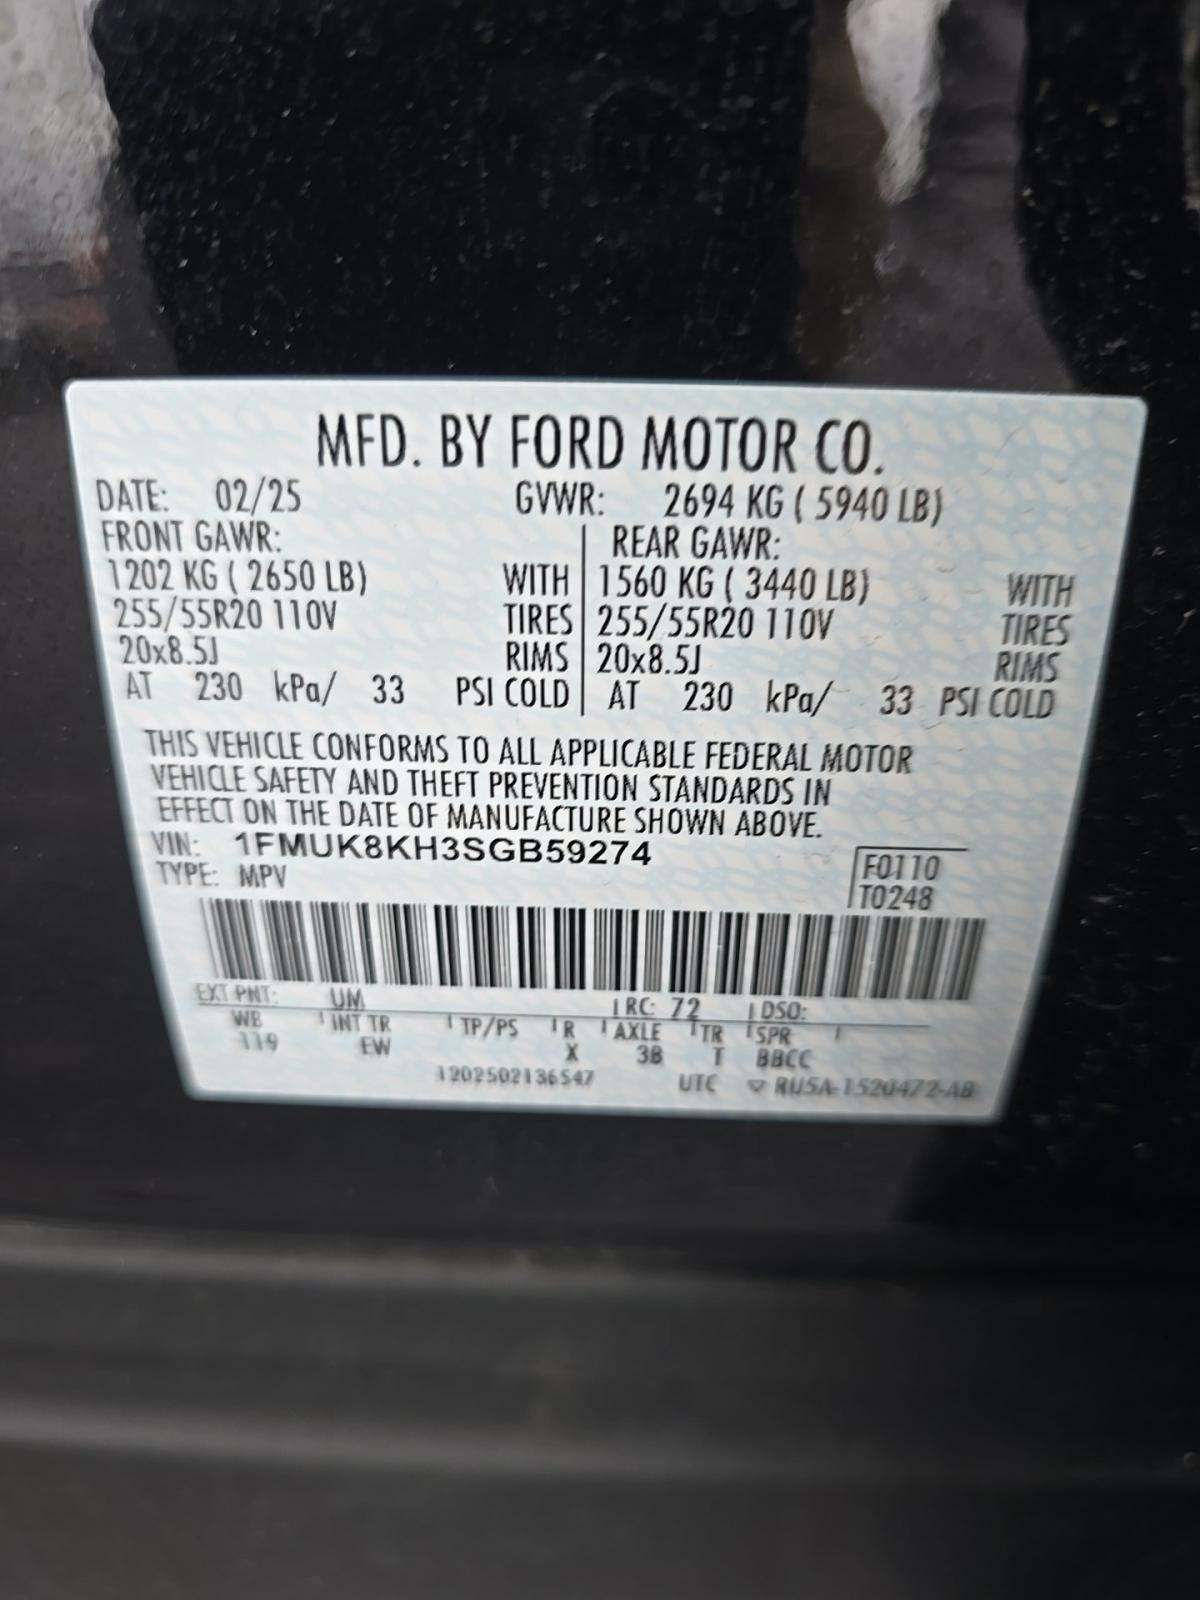 MFD. BY FORD MOTOR CO.
DATE: 02/25 GVWR: 2694 KG ( 5940 LB)
FRONT GAWR: REAR GAWR:
1202 KG ( 2650 LB) WITH 1560 KG ( 3440 LB) WITH
255/55R20 110V TIRES 255/55R20 110V TIRES
20x8.5J RIMS 20x8.5J RIMS
AT 230 kPa/ 33 PSI COLD AT 230 kPa/ 33 PSI COLD
THIS VEHICLE CONFORMS TO ALL APPLICABLE FEDERAL MOTOR
VEHICLE SAFETY AND THEFT PREVENTION STANDARDS IN
EFFECT ON THE DATE OF MANUFACTURE SHOWN ABOVE.
VIN: 1FMUK8KH3SGB59274
TYPE: MPV
F0110
T0248
EXT PNT: UM RC: 72 DSO:
WB INT TR TP/PS R AXLE TR SPR
119 EW X 3B T BBCC
1202502136547 UTC ▽ RU5A-1520472-AB